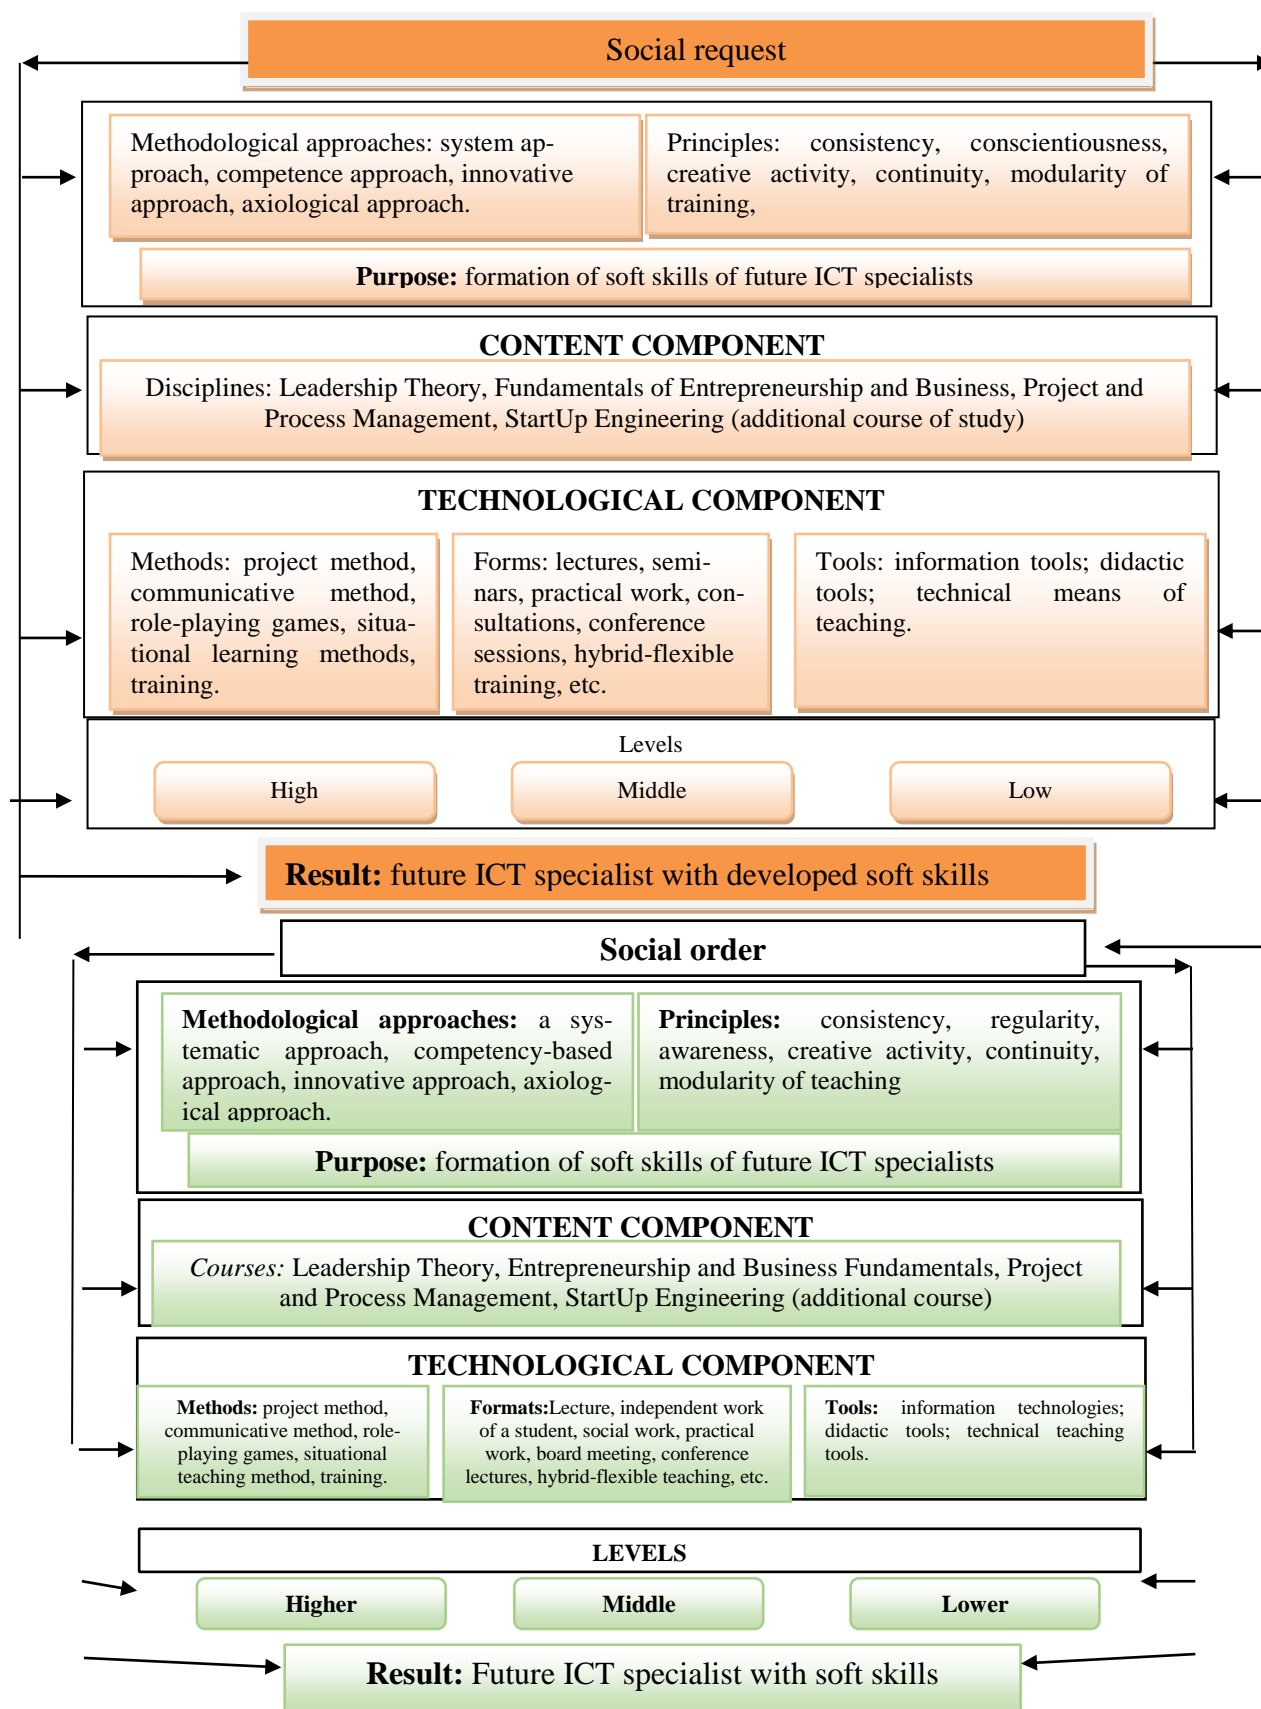 Social request
Methodological approaches: system ap-
proach, competence approach, innovative
approach, axiological approach.
Principles: consistency, conscientiousness,
creative activity, continuity, modularity of
training,
Purpose: formation of soft skills of future ICT specialists
CONTENT COMPONENT
Disciplines: Leadership Theory, Fundamentals of Entrepreneurship and Business, Project and
Process Management, StartUp Engineering (additional course of study)
TECHNOLOGICAL COMPONENT
Methods: project method,
communicative method,
role-playing games, situa-
tional learning methods,
training.
Forms: lectures, semi-
nars, practical work, con-
sultations, conference
sessions, hybrid-flexible
training, etc.
Tools: information tools; didactic
tools; technical means of
teaching.
Levels
High
Middle
Low
Result: future ICT specialist with developed soft skills
Social order
Methodological approaches: a sys-
tematic approach, competency-based
approach, innovative approach, axiolog-
ical approach.
Principles: consistency, regularity,
awareness, creative activity, continuity,
modularity of teaching
Purpose: formation of soft skills of future ICT specialists
CONTENT COMPONENT
Courses: Leadership Theory, Entrepreneurship and Business Fundamentals, Project
and Process Management, StartUp Engineering (additional course)
TECHNOLOGICAL COMPONENT
Methods: project method,
communicative method, role-
playing games, situational
teaching method, training.
Formats:Lecture, independent work
of a student, social work, practical
work, board meeting, conference
lectures, hybrid-flexible teaching, etc.
Tools: information technologies;
didactic tools; technical teaching
tools.
LEVELS
Higher
Middle
Lower
Result: Future ICT specialist with soft skills